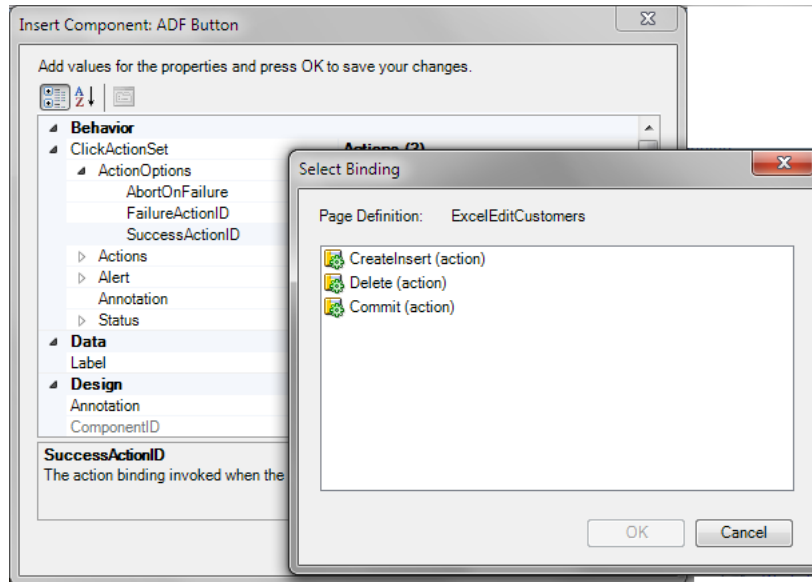 Insert Component: ADF Button
Add values for the properties and press OK to save your changes.
Behavior
ClickActionSet
ActionOptions
AbortOnFailure
FailureActionID
SuccessActionID
Actions
Alert
Annotation
Status
Data
Label
Design
Annotation
ComponentID
SuccessActionID
The action binding invoked when the
Select Binding
Page Definition: ExcelEditCustomers
CreateInsert (action)
Delete (action)
Commit (action)
OK Cancel